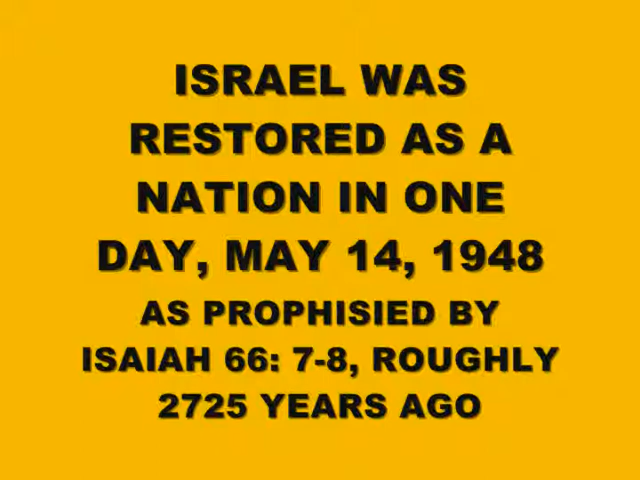 ISRAEL WAS
RESTORED AS A
NATION IN ONE
DAY, MAY 14, 1948
AS PROPHISIED BY
ISAIAH 66: 7-8, ROUGHLY
2725 YEARS AGO